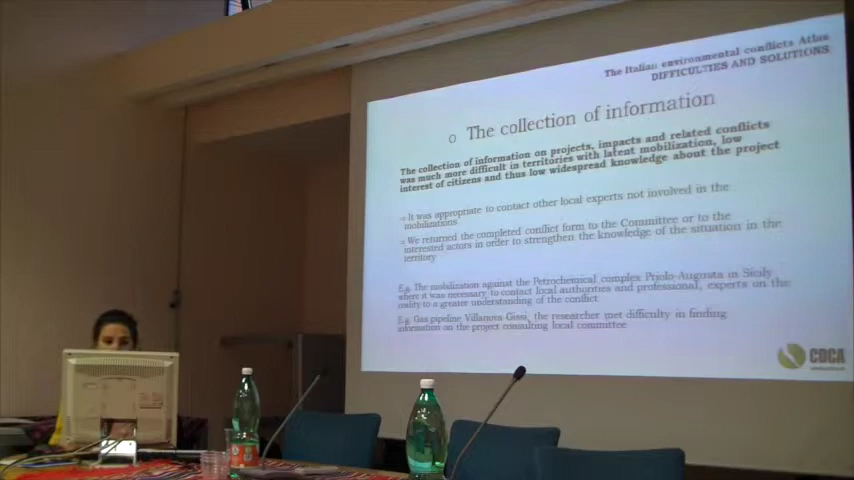 The Italian environmental conflicts Atlas
DIFFICULTIES AND SOLUTIONS
o The collection of information
The collection of information on projects, impacts and related conflicts
was much more difficult in territories with latent mobilization, low
interest of citizens and thus low widespread knowledge about the project
It was appropriate to contact other local experts not involved in the
mobilizations
We returned the completed conflict form to the Committee or to the
interested actors in order to strengthen the knowledge of the situation in the
territory
E.g. The mobalization against the Petrochemical complex Priolo-Augusta in Sicily
where it was necessary to contact local authorities and professional, experts on the
reality to a greater understanding of the conflict
E.g. Gas pipeline Villanova Gissi, the researcher met difficulty in finding
information on the project consulting local committee
CDCA